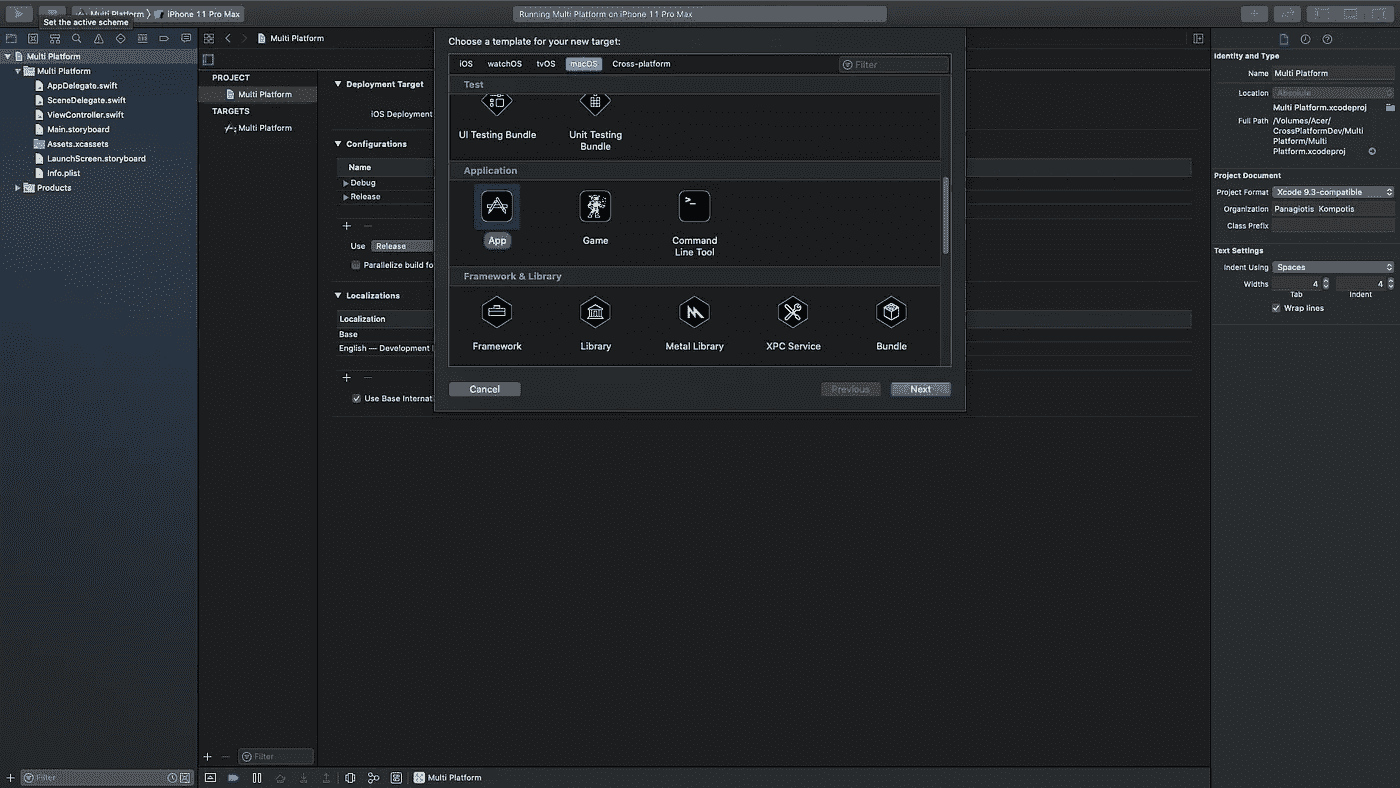 Multi Platform
iPhone 11 Pro Max
Set the active scheme
Running Multi Platform on iPhone 11 Pro Max
Multi Platform
Multi Platform
AppDelegate.swift
SceneDelegate.swift
ViewController.swift
Main.storyboard
Assets.xcassets
LaunchScreen.storyboard
Info.plist
Products
Filter
Multi Platform
PROJECT
Multi Platform
TARGETS
Multi Platform
Filter
Deployment Target
iOS Deployment
Configurations
Name
Debug
Release
Use Release
Parallelize build fo
Localizations
Localization
Base
English — Development
Use Base Internat
Choose a template for your new target:
iOS watchOS tvOS macOS Cross-platform
Filter
Test
UI Testing Bundle
Unit Testing
Bundle
Application
App
Game
Command
Line Tool
Framework & Library
Framework
Library
Metal Library
XPC Service
Bundle
Cancel
Previous
Next
Multi Platform
Identity and Type
Name Multi Platform
Location Absolute
Multi Platform.xcodeproj
Full Path /Volumes/Acer/
CrossPlatformDev/Multi
Platform/Multi
Platform.xcodeproj
Project Document
Project Format Xcode 9.3-compatible
Organization Panagiotis Kompotis
Class Prefix
Text Settings
Indent Using Spaces
Widths 4 4
Tab Indent
Wrap lines